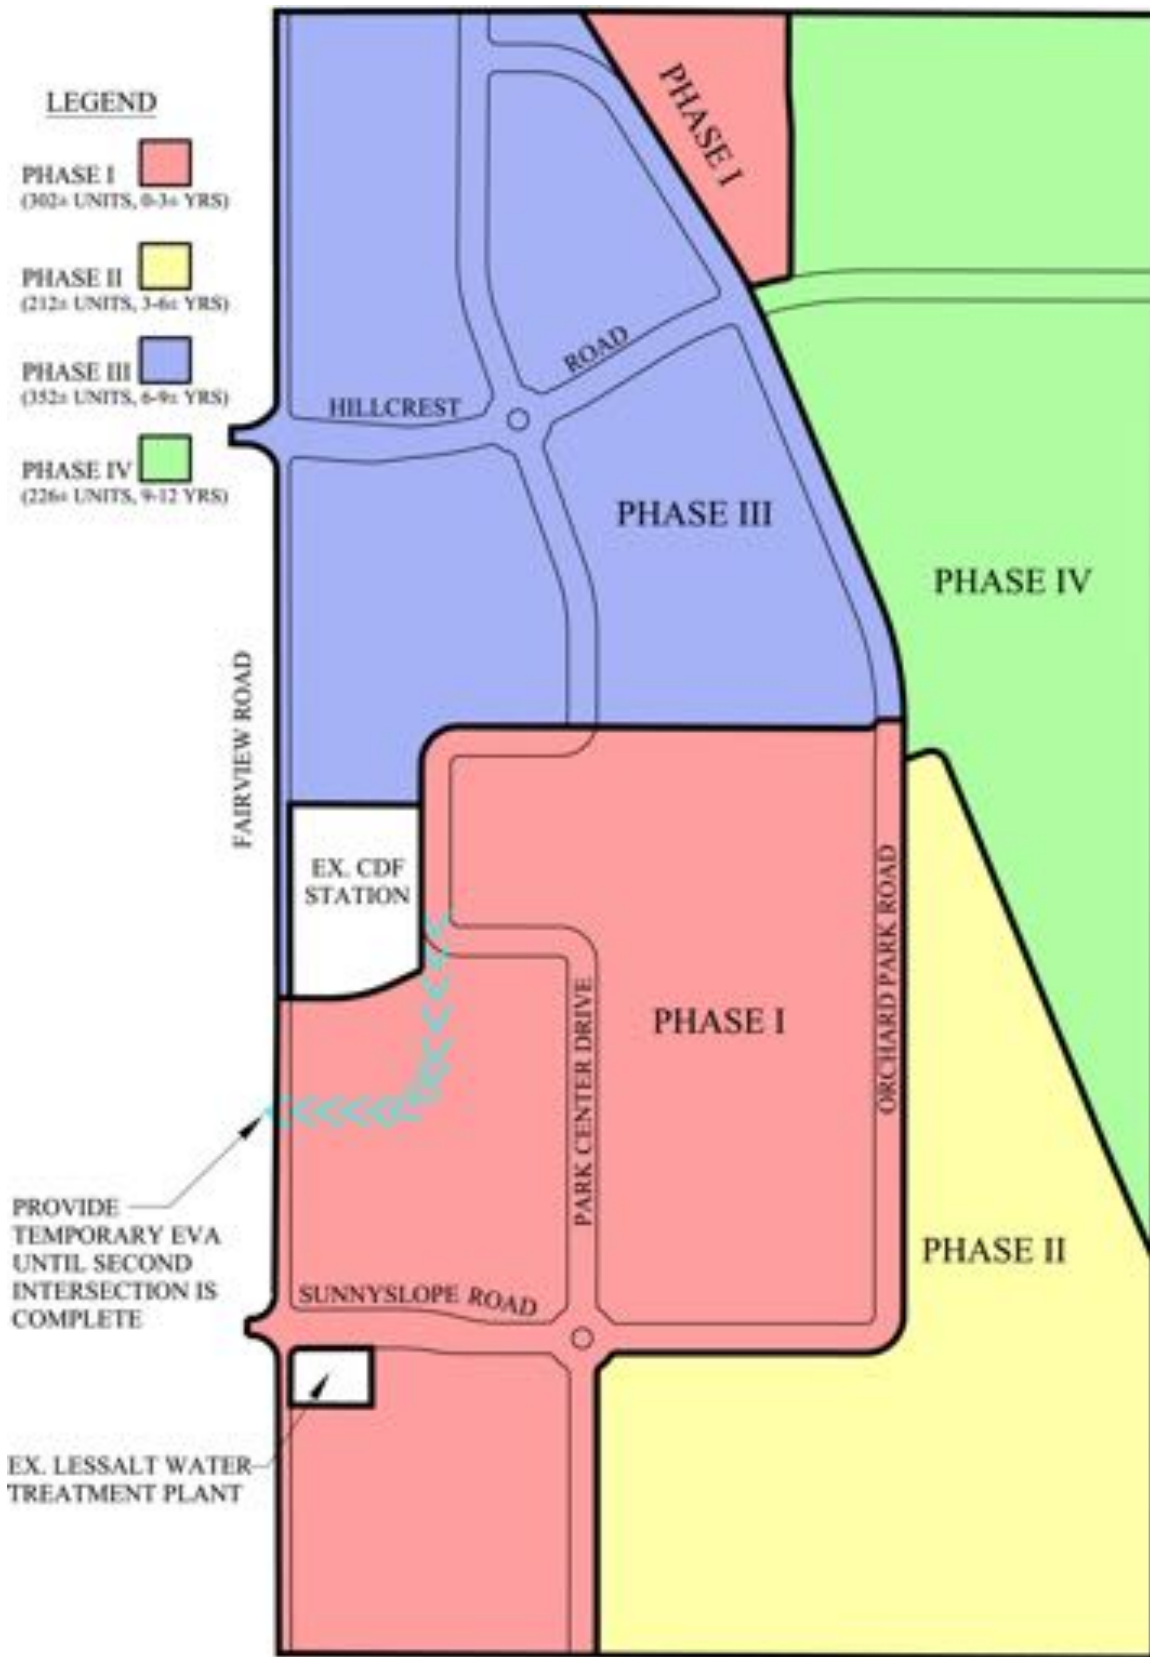 LEGEND
PHASE I
(302± UNITS, 0-3± YRS)
PHASE II
(212± UNITS, 3-6± YRS)
PHASE III
(352± UNITS, 6-9± YRS)
PHASE IV
(226± UNITS, 9-12 YRS)
PHASE I
HILLCREST
ROAD
PHASE III
PHASE IV
FAIRVIEW ROAD
EX. CDF
STATION
PHASE I
PARK CENTER DRIVE
ORCHARD PARK ROAD
PROVIDE
TEMPORARY EVA
UNTIL SECOND
INTERSECTION IS
COMPLETE
PHASE II
SUNNYSLOPE ROAD
EX. LESSALT WATER
TREATMENT PLANT